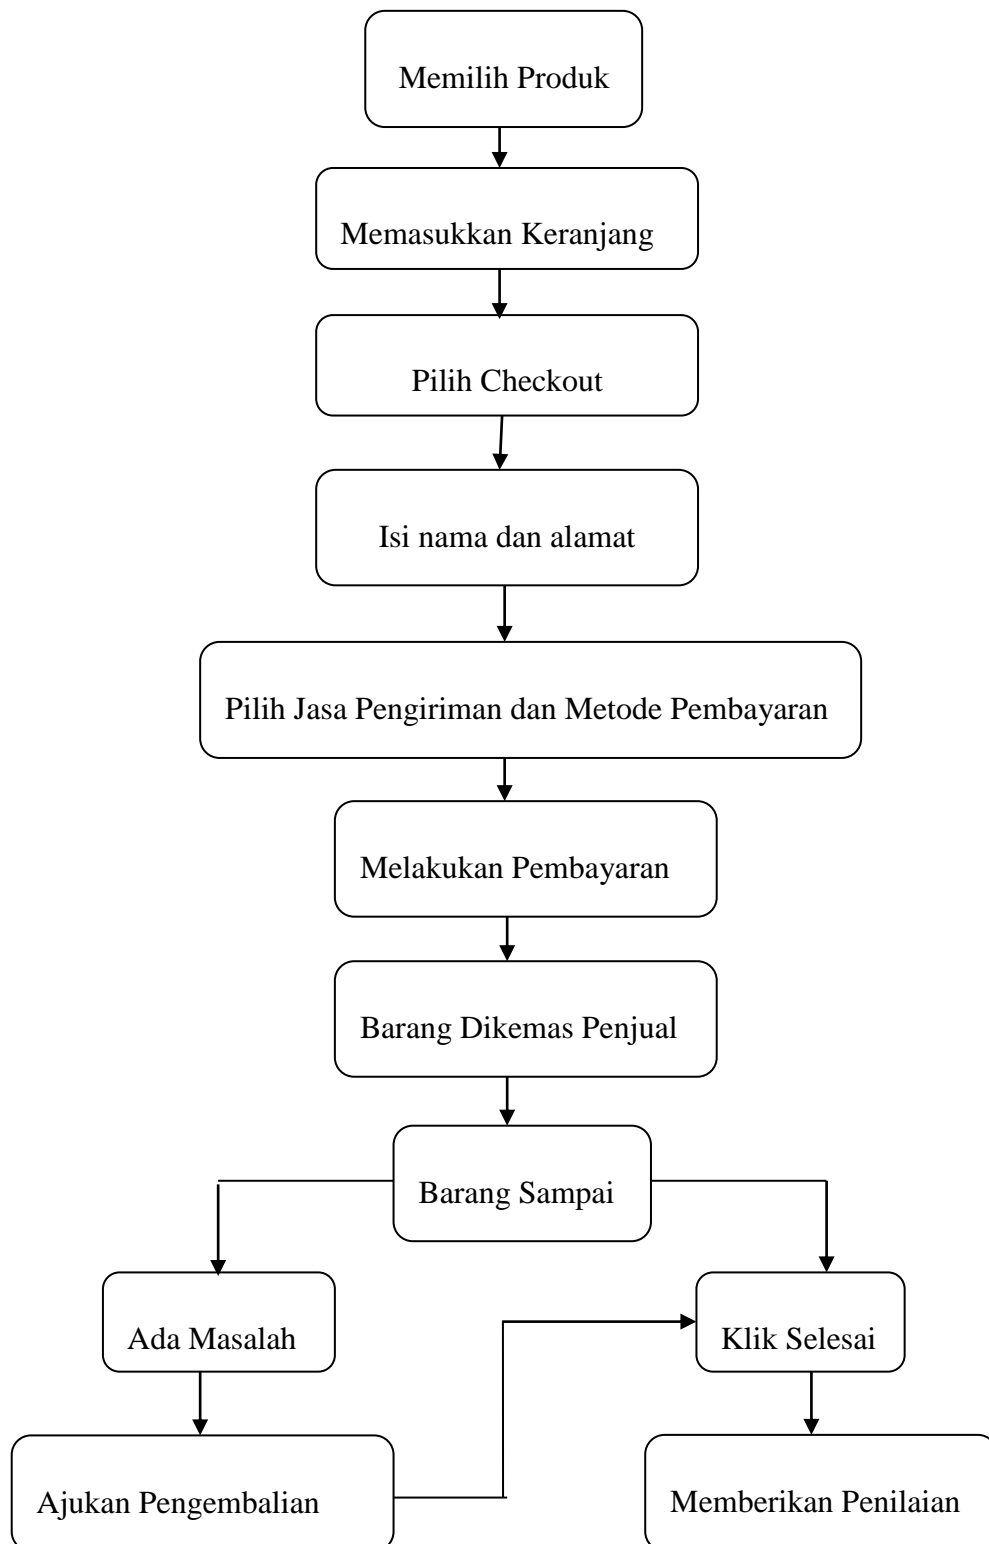 Memilih Produk
Memasukkan Keranjang
Pilih Checkout
Isi nama dan alamat
Pilih Jasa Pengiriman dan Metode Pembayaran
Melakukan Pembayaran
Barang Dikemas Penjual
Barang Sampai
Ada Masalah
Klik Selesai
Ajukan Pengembalian
Memberikan Penilaian